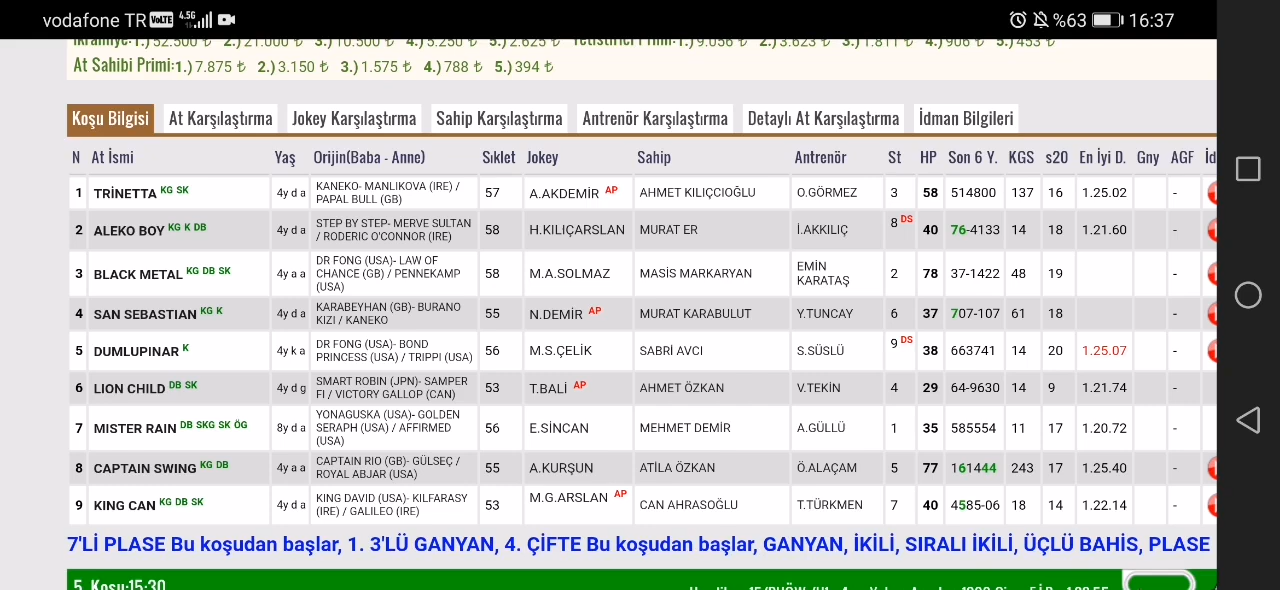 vodafone TR VoLTE 4.5G %63 16:37
İkramiye:1.) 52.500 ₺ 2.) 21.000 ₺ 3.) 10.500 ₺ 4.) 5.250 ₺ 5.) 2.625 ₺ Yetiştirici Primi:1.) 9.056 ₺ 2.) 3.623 ₺ 3.) 1.811 ₺ 4.) 906 ₺ 5.) 453 ₺
At Sahibi Primi:1.) 7.875 ₺ 2.) 3.150 ₺ 3.) 1.575 ₺ 4.) 788 ₺ 5.) 394 ₺
Koşu Bilgisi At Karşılaştırma Jokey Karşılaştırma Sahip Karşılaştırma Antrenör Karşılaştırma Detaylı At Karşılaştırma İdman Bilgileri
N At İsmi Yaş Orijin(Baba - Anne) Sıklet Jokey Sahip Antrenör St HP Son 6 Y. KGS s20 En İyi D. Gny AGF İd
1 TRİNETTA KG SK 4y d a KANEKO- MANLIKOVA (IRE) / PAPAL BULL (GB) 57 A.AKDEMİR AP AHMET KILIÇCIOĞLU O.GÖRMEZ 3 58 514800 137 16 1.25.02 -
2 ALEKO BOY KG K DB 4y d a STEP BY STEP- MERVE SULTAN / RODERIC O'CONNOR (IRE) 58 H.KILIÇARSLAN MURAT ER İ.AKKILIÇ 8 DS 40 76-4133 14 18 1.21.60 -
3 BLACK METAL KG DB SK 4y a a DR FONG (USA)- LAW OF CHANCE (GB) / PENNEKAMP (USA) 58 M.A.SOLMAZ MASİS MARKARYAN EMİN KARATAŞ 2 78 37-1422 48 19 -
4 SAN SEBASTIAN KG K 4y d a KARABEYHAN (GB)- BURANO KIZI / KANEKO 55 N.DEMİR AP MURAT KARABULUT Y.TUNCAY 6 37 707-107 61 18 -
5 DUMLUPINAR K 4y k a DR FONG (USA)- BOND PRINCESS (USA) / TRIPPI (USA) 56 M.S.ÇELİK SABRİ AVCI S.SÜSLÜ 9 DS 38 663741 14 20 1.25.07 -
6 LION CHILD DB SK 4y d g SMART ROBIN (JPN)- SAMPER FI / VICTORY GALLOP (CAN) 53 T.BALİ AP AHMET ÖZKAN V.TEKİN 4 29 64-9630 14 9 1.21.74 -
7 MISTER RAIN DB SKG SK ÖG 8y d a YONAGUSKA (USA)- GOLDEN SERAPH (USA) / AFFIRMED (USA) 56 E.SİNCAN MEHMET DEMİR A.GÜLLÜ 1 35 585554 11 17 1.20.72 -
8 CAPTAIN SWING KG DB 4y a a CAPTAIN RIO (GB)- GÜLSEÇ / ROYAL ABJAR (USA) 55 A.KURŞUN ATİLA ÖZKAN Ö.ALAÇAM 5 77 161444 243 17 1.25.40 -
9 KING CAN KG DB SK 4y d a KING DAVID (USA)- KILFARASY (IRE) / GALILEO (IRE) 53 M.G.ARSLAN AP CAN AHRASOĞLU T.TÜRKMEN 7 40 4585-06 18 14 1.22.14 -
7'Lİ PLASE Bu koşudan başlar, 1. 3'LÜ GANYAN, 4. ÇİFTE Bu koşudan başlar, GANYAN, İKİLİ, SIRALI İKİLİ, ÜÇLÜ BAHİS, PLASE
5. Koşu:15:30